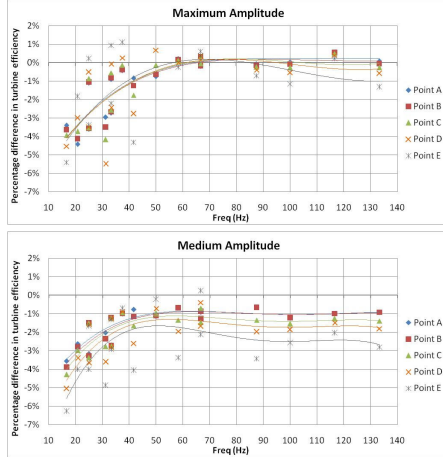 Maximum Amplitude
Percentage difference in turbine efficiency
2%
1%
0%
-1%
-2%
-3%
-4%
-5%
-6%
-7%
10 20 30 40 50 60 70 80 90 100 110 120 130 140
Freq (Hz)
Point A
Point B
Point C
Point D
Point E
Medium Amplitude
Percentage difference in turbine efficiency
2%
1%
0%
-1%
-2%
-3%
-4%
-5%
-6%
-7%
10 20 30 40 50 60 70 80 90 100 110 120 130 140
Freq (Hz)
Point A
Point B
Point C
Point D
Point E